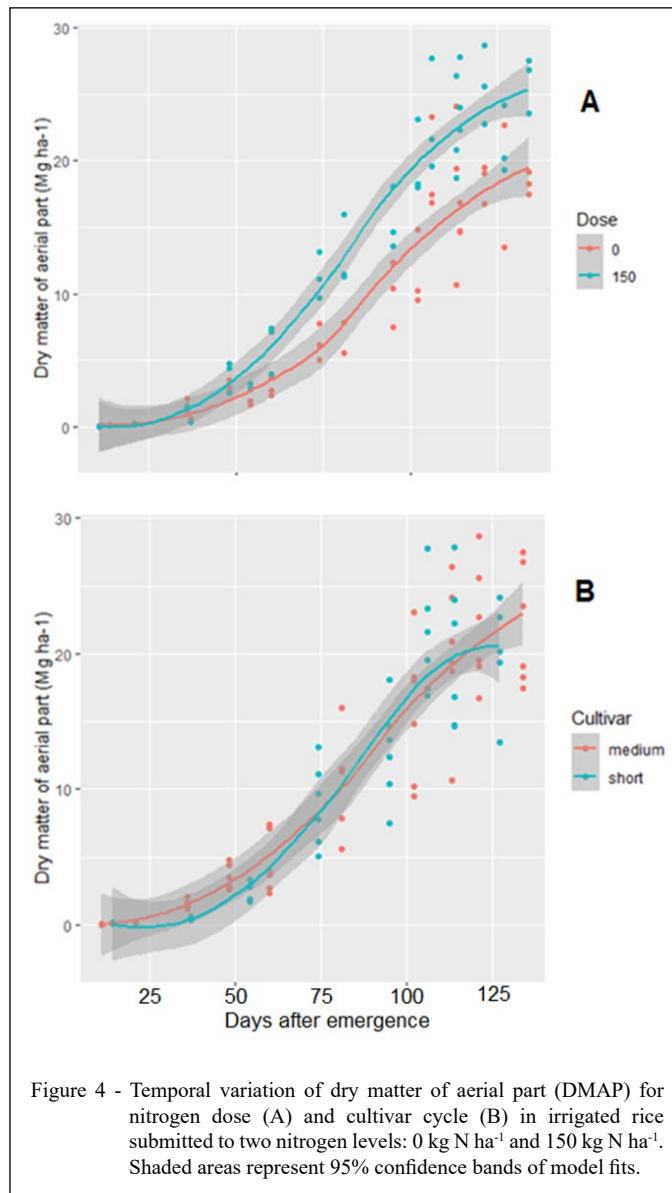 30
20
10
0
Dry matter of aerial part (Mg ha-1)
A
Dose
0
150
30
20
10
0
Dry matter of aerial part (Mg ha-1)
B
Cultivar
medium
short
25 50 75 100 125
Days after emergence
Figure 4 - Temporal variation of dry matter of aerial part (DMAP) for
nitrogen dose (A) and cultivar cycle (B) in irrigated rice
submitted to two nitrogen levels: 0 kg N ha⁻¹ and 150 kg N ha⁻¹.
Shaded areas represent 95% confidence bands of model fits.